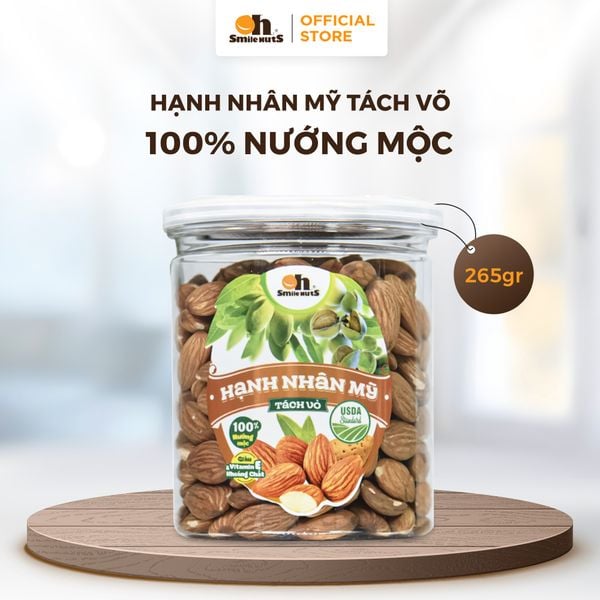 Oh
Smile Nuts
OFFICIAL
STORE
HẠNH NHÂN MỸ TÁCH VÕ
100% NƯỚNG MỘC
265gr
Oh
Smile Nuts
HẠNH NHÂN MỸ
TÁCH VỎ
100%
Nướng
mộc
USDA
Standard
Giàu
Vitamin E
& Khoáng Chất